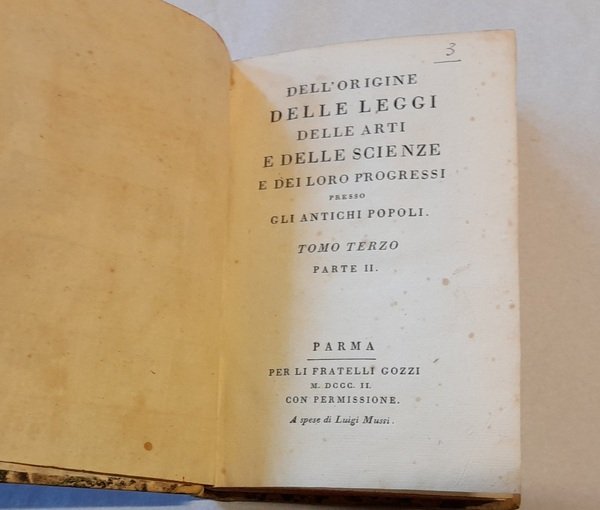 3
DELL'ORIGINE
DELLE LEGGI
DELLE ARTI
E DELLE SCIENZE
E DEI LORO PROGRESSI
PRESSO
GLI ANTICHI POPOLI.
TOMO TERZO
PARTE II.
PARMA
PER LI FRATELLI GOZZI
M. DCCC. II.
CON PERMISSIONE.
A spese di Luigi Mussi.